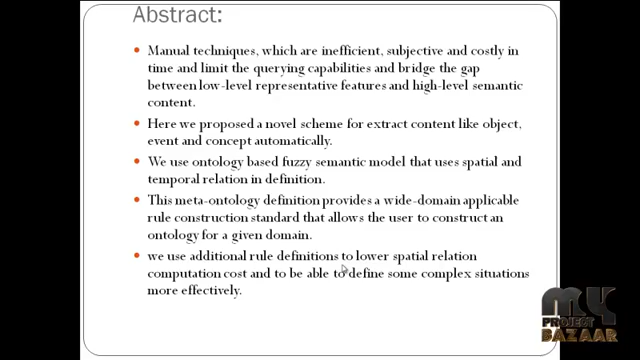 Abstract:
Manual techniques, which are inefficient, subjective and costly in
time and limit the querying capabilities and bridge the gap
between low-level representative features and high-level semantic
content.
Here we proposed a novel scheme for extract content like object,
event and concept automatically.
We use ontology based fuzzy semantic model that uses spatial and
temporal relation in definition.
This meta-ontology definition provides a wide-domain applicable
rule construction standard that allows the user to construct an
ontology for a given domain.
we use additional rule definitions to lower spatial relation
computation cost and to be able to define some complex situations
more effectively.
MY
PROJECT
BAZAAR